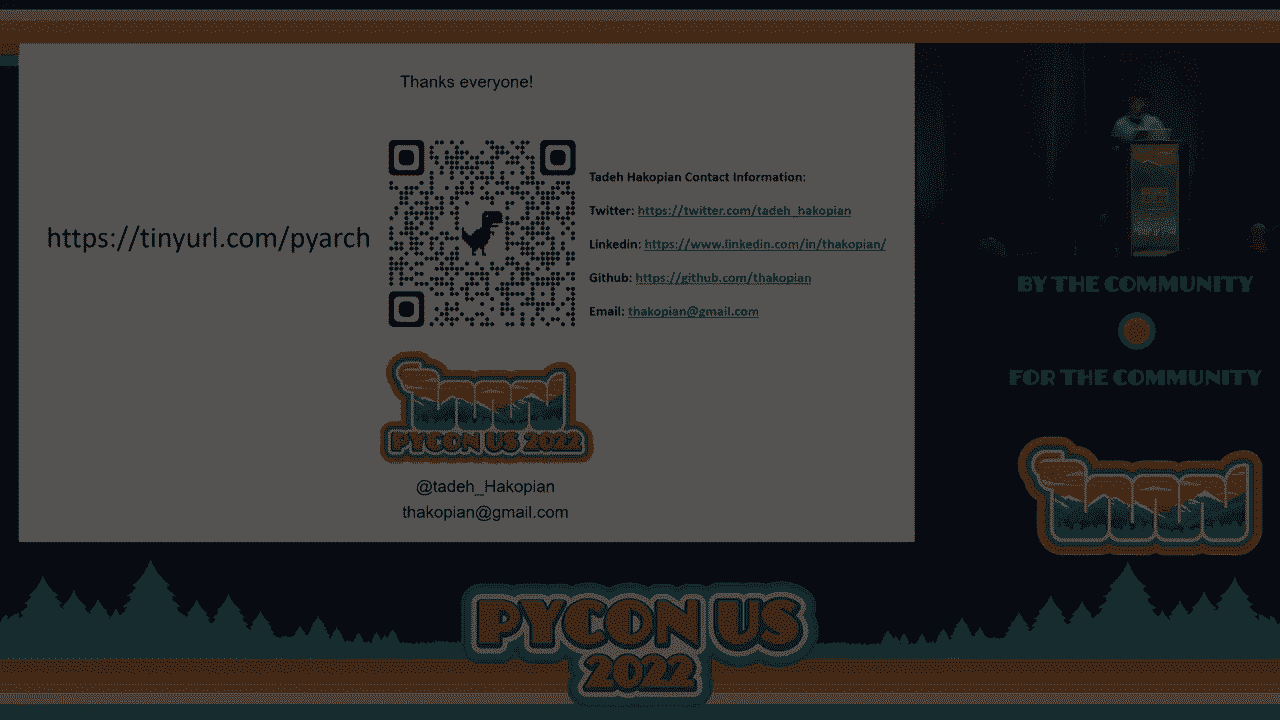 Thanks everyone!
https://tinyurl.com/pyarch
Tadeh Hakopian Contact Information:
Twitter: https://twitter.com/tadeh_hakopian
Linkedin: https://www.linkedin.com/in/thakopian/
Github: https://github.com/thakopian
Email: thakopian@gmail.com
PYCON US 2022
@tadeh_Hakopian
thakopian@gmail.com
BY THE COMMUNITY
FOR THE COMMUNITY
PYCON US
2022